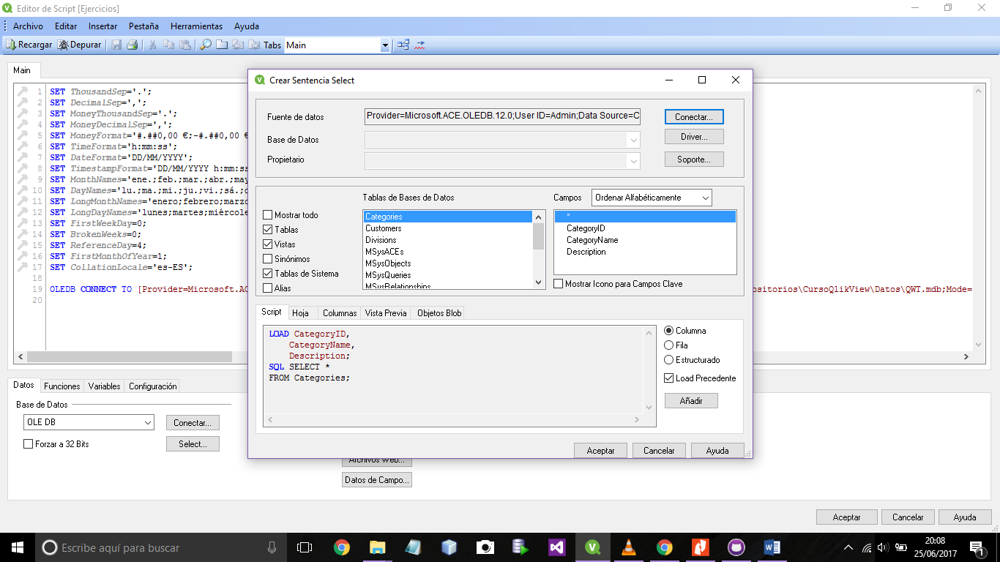 Editor de Script [Ejercicios]
Archivo Editar Insertar Pestaña Herramientas Ayuda
Recargar Depurar Tabs Main
Main
1 SET ThousandSep='.';
2 SET DecimalSep=',';
3 SET MoneyThousandSep='.';
4 SET MoneyDecimalSep=',';
5 SET MoneyFormat='#.##0,00 €;-#.##0,00 €
6 SET TimeFormat='h:mm:ss';
7 SET DateFormat='DD/MM/YYYY';
8 SET TimestampFormat='DD/MM/YYYY h:mm:ss
9 SET MonthNames='ene.;feb.;mar.;abr.;may
10 SET DayNames='lu.;ma.;mi.;ju.;vi.;sá.;
11 SET LongMonthNames='enero;febrero;marzo
12 SET LongDayNames='lunes;martes;miércole
13 SET FirstWeekDay=0;
14 SET BrokenWeeks=0;
15 SET ReferenceDay=4;
16 SET FirstMonthOfYear=1;
17 SET CollationLocale='es-ES';
18
19 OLEDB CONNECT TO [Provider=Microsoft.AC
ositorios\CursoQlikView\Datos\QWT.mdb;Mode=
20
Crear Sentencia Select
Fuente de datos Provider=Microsoft.ACE.OLEDB.12.0;User ID=Admin;Data Source=C Conectar...
Base de Datos Driver...
Propietario Soporte...
Tablas de Bases de Datos Campos Ordenar Alfabéticamente
Mostrar todo
Tablas
Vistas
Sinónimos
Tablas de Sistema
Alias
Categories
Customers
Divisions
MSysACEs
MSysObjects
MSysQueries
MSysRelationships
*
CategoryID
CategoryName
Description
Mostrar Icono para Campos Clave
Script Hoja Columnas Vista Previa Objetos Blob
LOAD CategoryID,
CategoryName,
Description;
SQL SELECT *
FROM Categories;
Columna
Fila
Estructurado
Load Precedente
Añadir
Aceptar Cancelar Ayuda
Datos Funciones Variables Configuración
Base de Datos
OLE DB Conectar...
Forzar a 32 Bits Select...
Archivos Web...
Datos de Campo...
Aceptar Cancelar Ayuda
Escribe aquí para buscar
20:08
25/06/2017
1